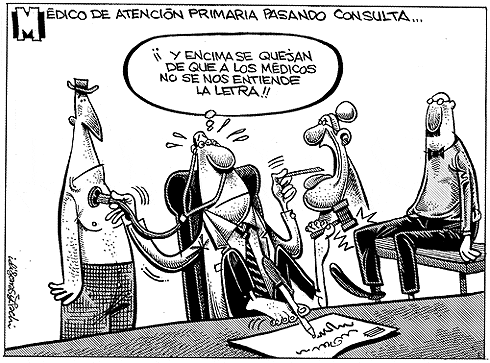 MÉDICO DE ATENCIÓN PRIMARIA PASANDO CONSULTA...
¡¡ Y ENCIMA SE QUEJAN
DE QUE A LOS MÉDICOS
NO SE NOS ENTIENDE
LA LETRA!!